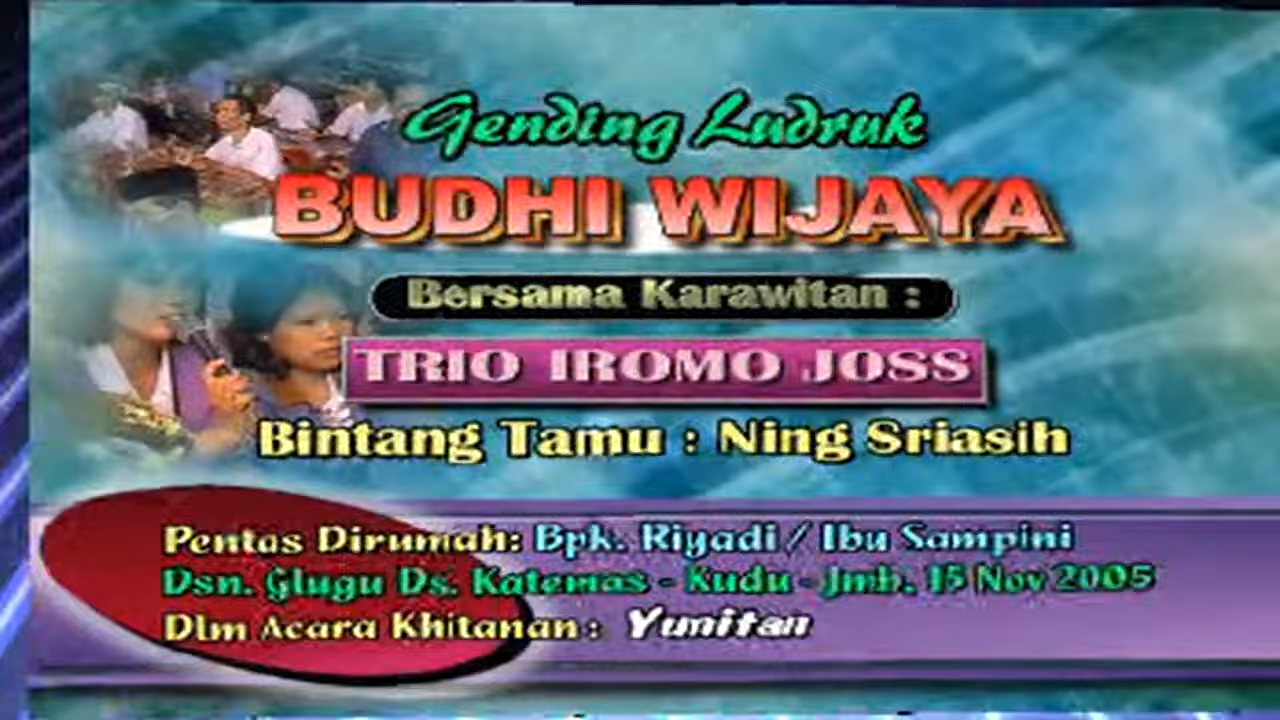 Gending Ludruk
BUDHI WIJAYA
Bersama Karawitan :
TRIO IROMO JOSS
Bintang Tamu : Ning Sriasih
Pentas Dirumah: Bpk. Riyadi / Ibu Sampini
Dsn. Glugu Ds. Katemas - Kudu - Jmb. 15 Nov 2005
Dlm Acara Khitanan : Yunitan